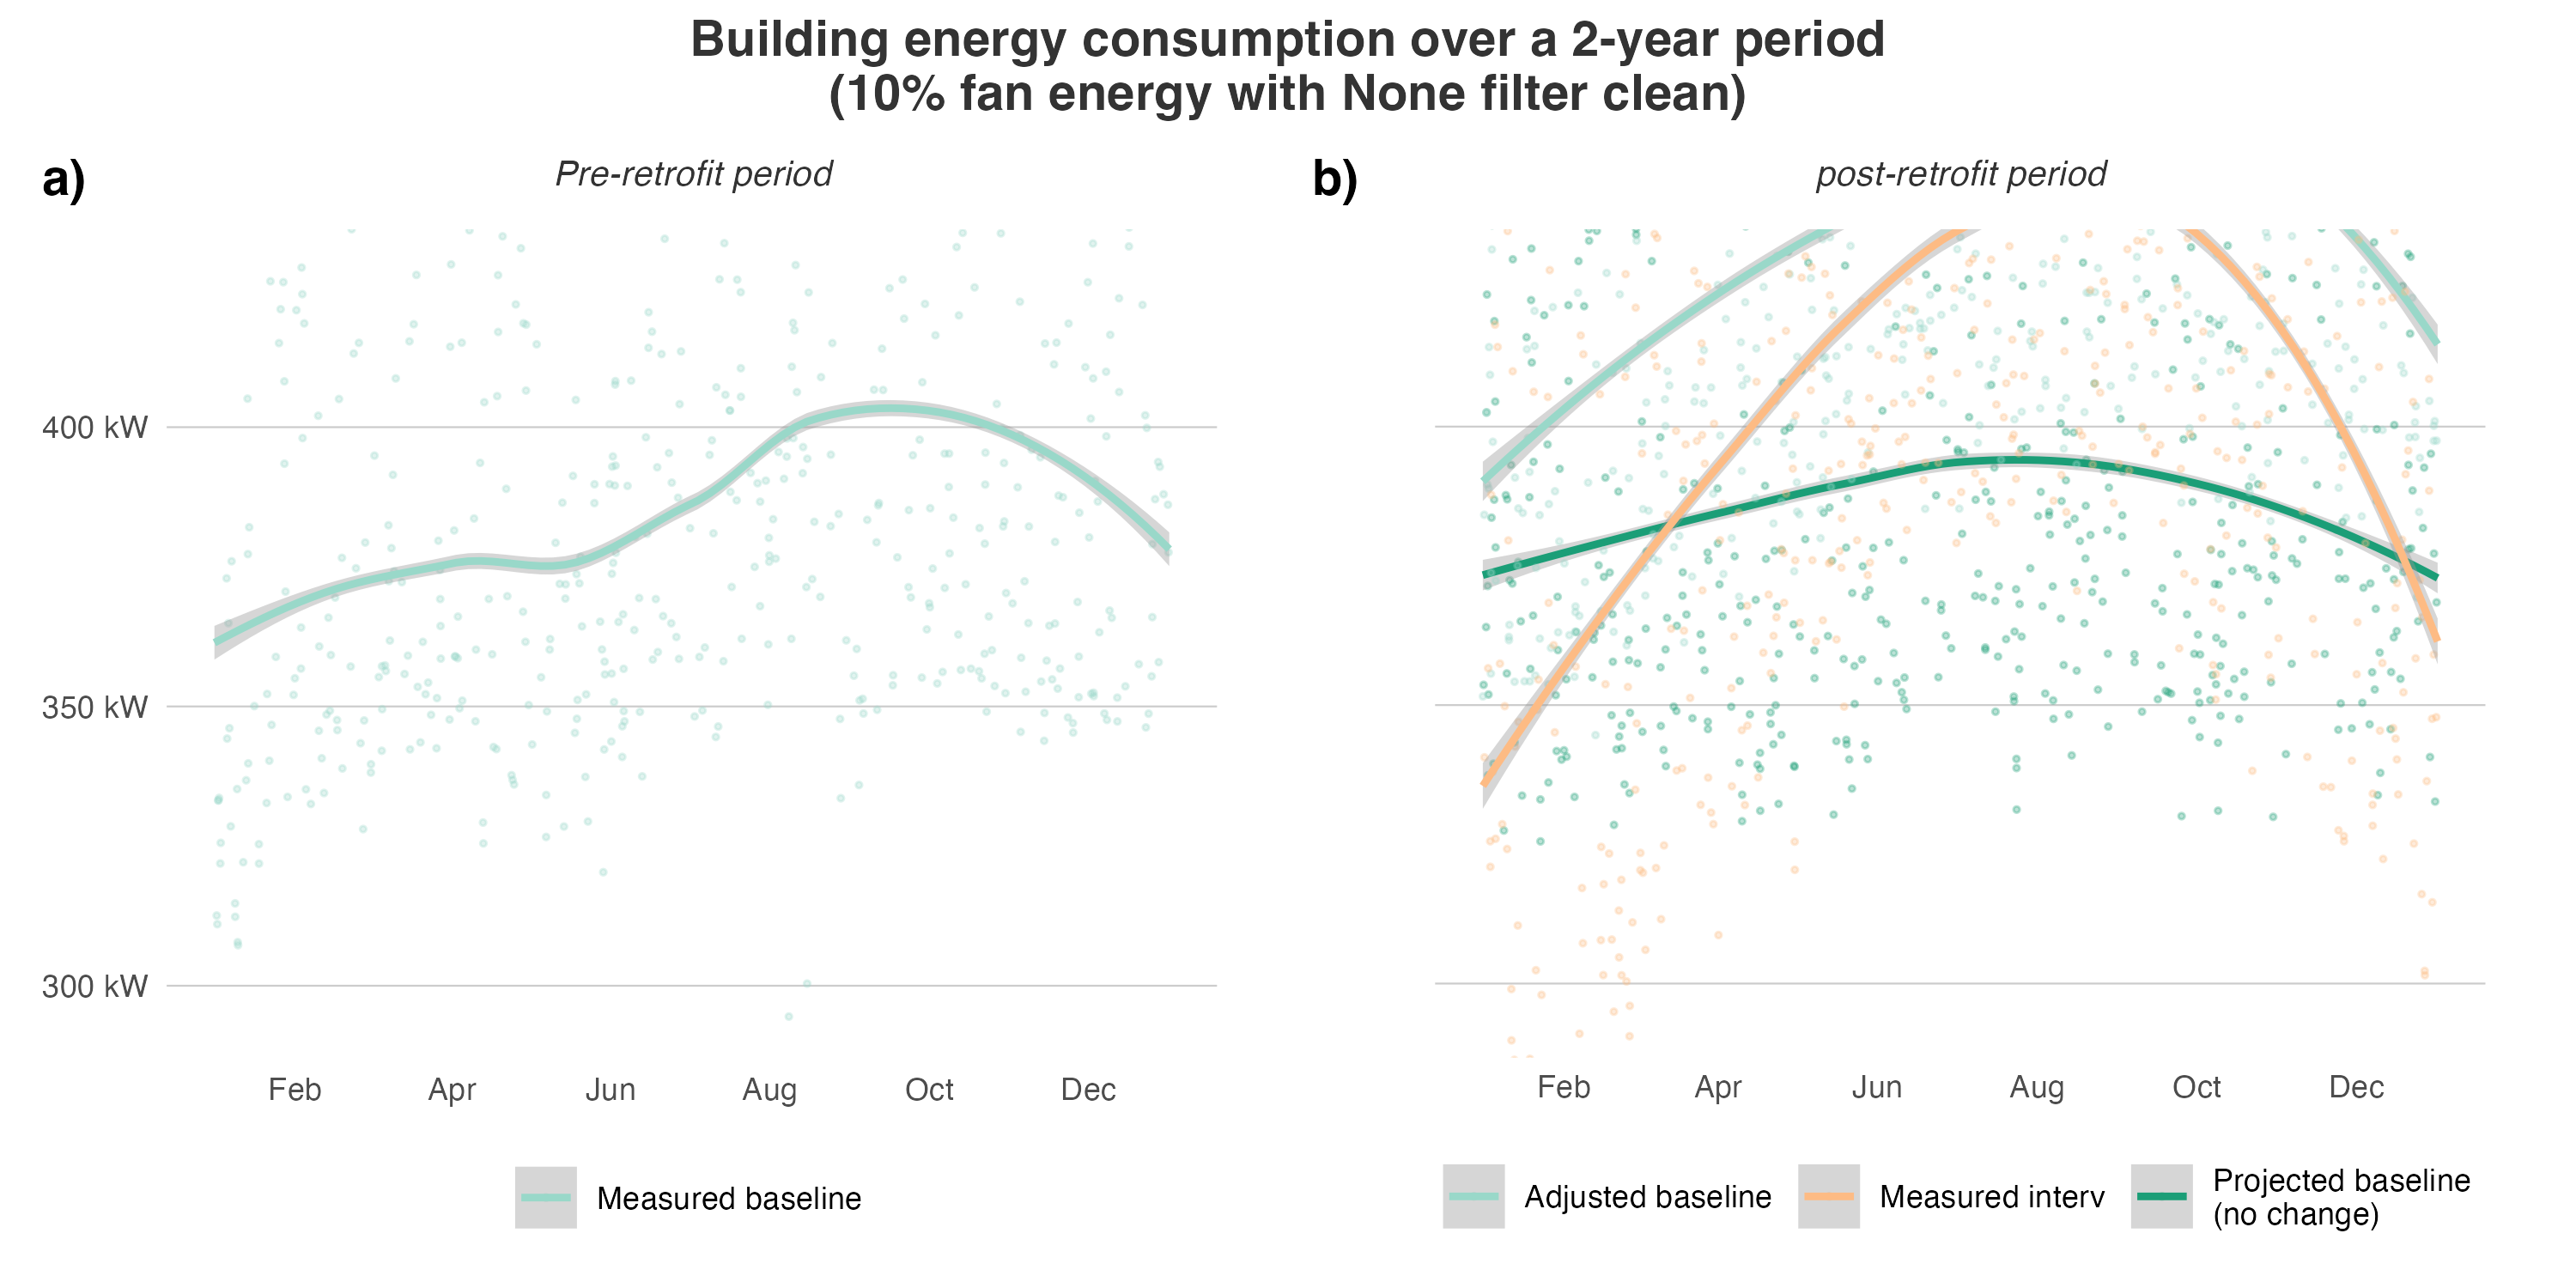 Building energy consumption over a 2-year period
(10% fan energy with None filter clean)
a)
Pre-retrofit period
400 kW
350 kW
300 kW
Feb Apr Jun Aug Oct Dec
Measured baseline
b)
post-retrofit period
Feb Apr Jun Aug Oct Dec
Adjusted baseline
Measured interv
Projected baseline
(no change)